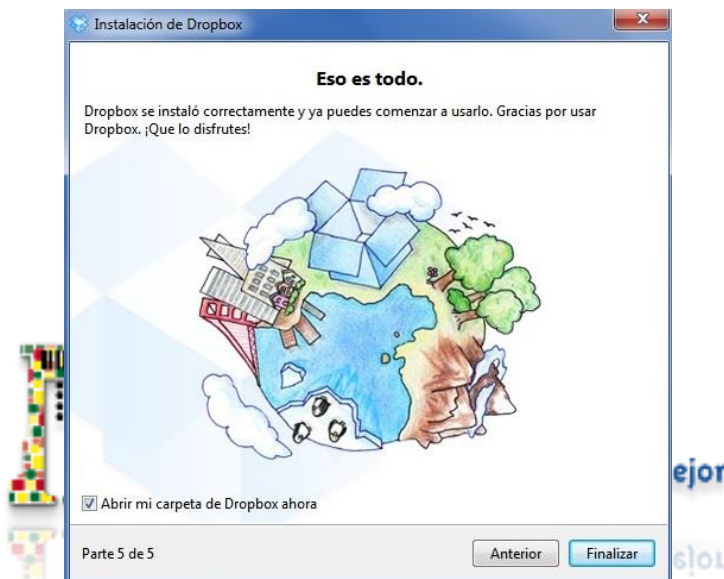 Instalación de Dropbox
Eso es todo.
Dropbox se instaló correctamente y ya puedes comenzar a usarlo. Gracias por usar
Dropbox. ¡Que lo disfrutes!
ejor
Abrir mi carpeta de Dropbox ahora
Parte 5 de 5
Anterior
Finalizar